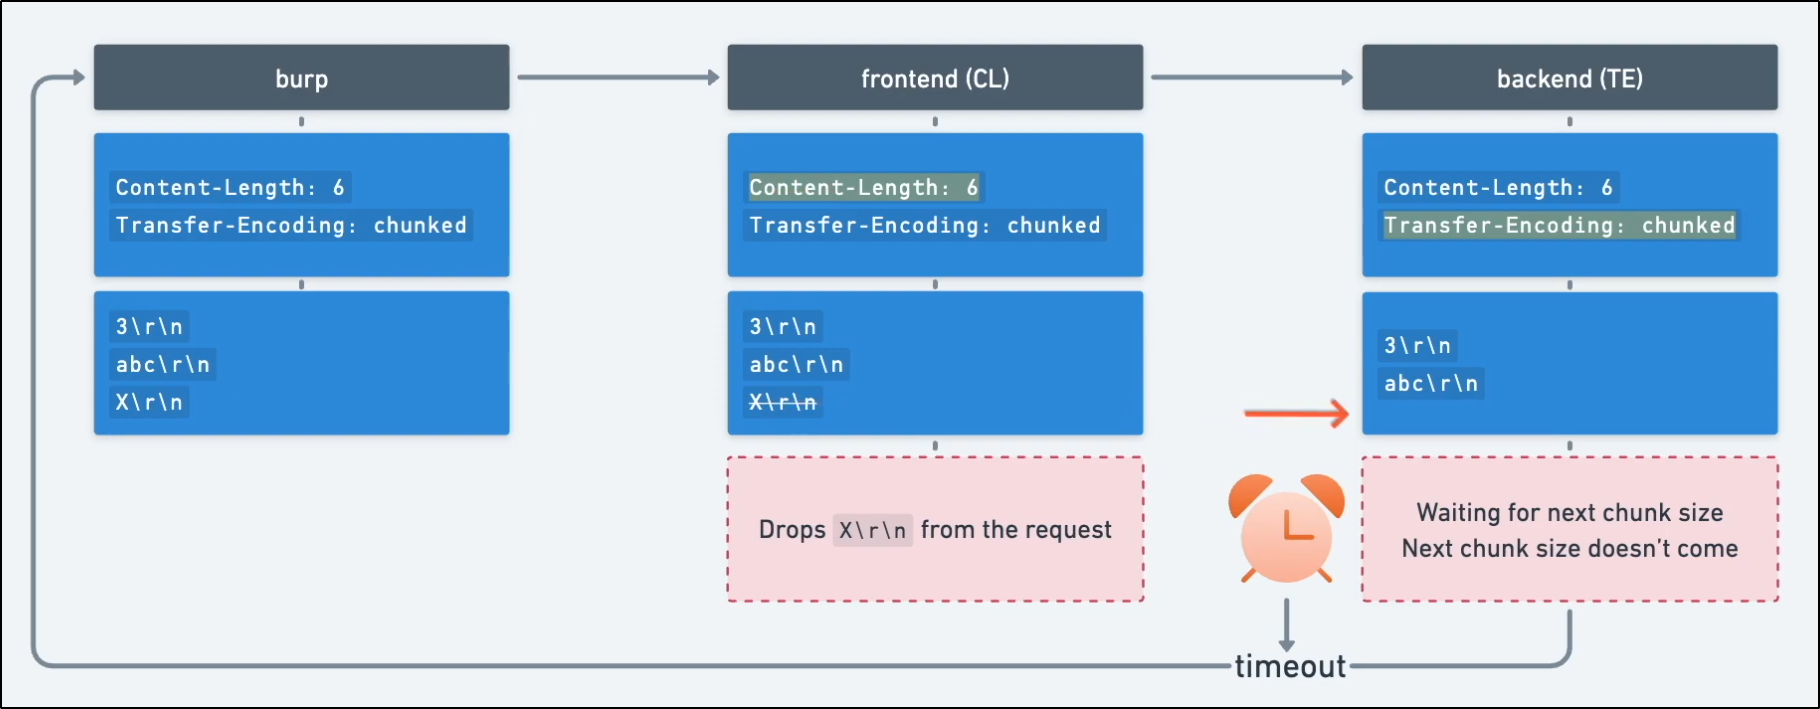 burp
frontend (CL)
backend (TE)
Content-Length: 6
Transfer-Encoding: chunked
Content-Length: 6
Transfer-Encoding: chunked
Content-Length: 6
Transfer-Encoding: chunked
3\r\n
abc\r\n
X\r\n
3\r\n
abc\r\n
X\r\n
3\r\n
abc\r\n
Drops X\r\n from the request
Waiting for next chunk size
Next chunk size doesn’t come
timeout